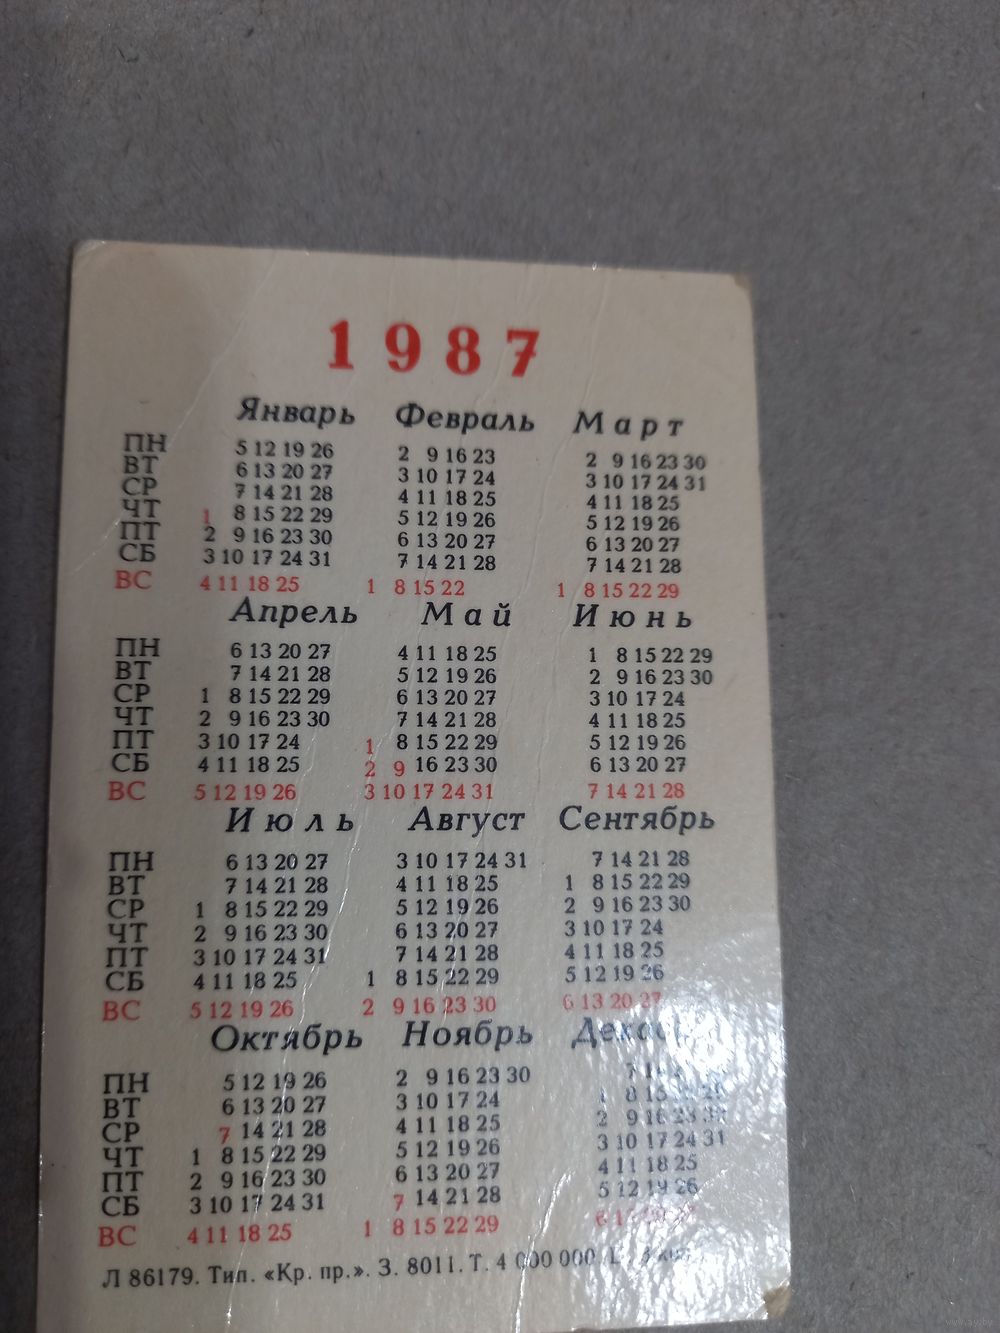 1987
Январь Февраль Март
ПН 5 12 19 26 2 9 16 23 2 9 16 23 30
ВТ 6 13 20 27 3 10 17 24 3 10 17 24 31
СР 7 14 21 28 4 11 18 25 4 11 18 25
ЧТ 1 8 15 22 29 5 12 19 26 5 12 19 26
ПТ 2 9 16 23 30 6 13 20 27 6 13 20 27
СБ 3 10 17 24 31 7 14 21 28 7 14 21 28
ВС 4 11 18 25 1 8 15 22 1 8 15 22 29
Апрель Май Июнь
ПН 6 13 20 27 4 11 18 25 1 8 15 22 29
ВТ 7 14 21 28 5 12 19 26 2 9 16 23 30
СР 1 8 15 22 29 6 13 20 27 3 10 17 24
ЧТ 2 9 16 23 30 7 14 21 28 4 11 18 25
ПТ 3 10 17 24 1 8 15 22 29 5 12 19 26
СБ 4 11 18 25 2 9 16 23 30 6 13 20 27
ВС 5 12 19 26 3 10 17 24 31 7 14 21 28
Июль Август Сентябрь
ПН 6 13 20 27 3 10 17 24 31 7 14 21 28
ВТ 7 14 21 28 4 11 18 25 1 8 15 22 29
СР 1 8 15 22 29 5 12 19 26 2 9 16 23 30
ЧТ 2 9 16 23 30 6 13 20 27 3 10 17 24
ПТ 3 10 17 24 31 7 14 21 28 4 11 18 25
СБ 4 11 18 25 1 8 15 22 29 5 12 19 26
ВС 5 12 19 26 2 9 16 23 30 6 13 20 27
Октябрь Ноябрь Декабрь
ПН 5 12 19 26 2 9 16 23 30 7
ВТ 6 13 20 27 3 10 17 24 1 8 15
СР 7 14 21 28 4 11 18 25 2 9 16 23 30
ЧТ 1 8 15 22 29 5 12 19 26 3 10 17 24 31
ПТ 2 9 16 23 30 6 13 20 27 4 11 18 25
СБ 3 10 17 24 31 7 14 21 28 5 12 19 26
ВС 4 11 18 25 1 8 15 22 29 6
Л 86179. Тип. «Кр. пр.». З. 8011. Т. 4 000 000.
www.ay.by